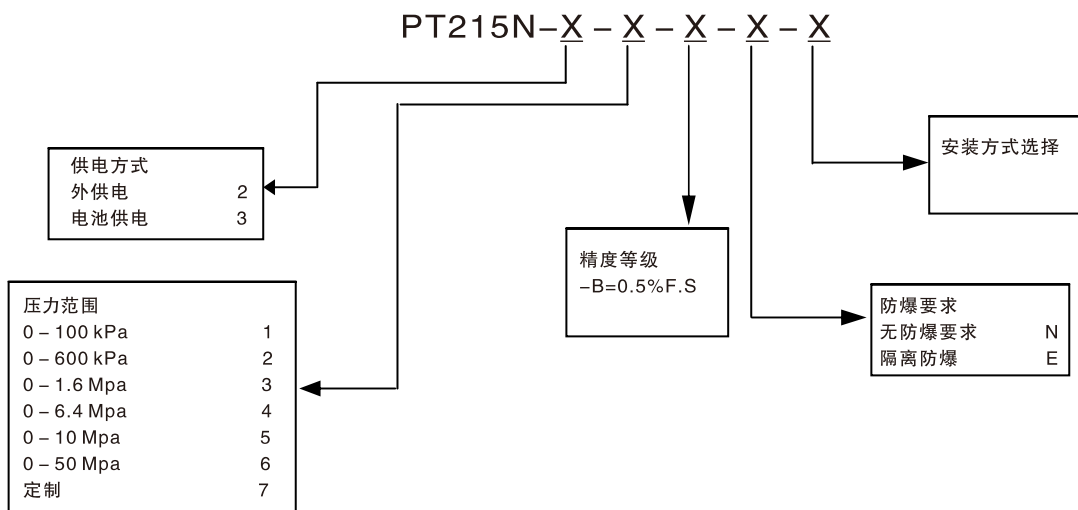 PT215N-X-X-X-X-X
供电方式
外供电 2
电池供电 3
安装方式选择
精度等级
-B=0.5%F.S
压力范围
0-100 kPa 1
0-600 kPa 2
0-1.6 Mpa 3
0-6.4 Mpa 4
0-10 Mpa 5
0-50 Mpa 6
定制 7
防爆要求
无防爆要求 N
隔离防爆 E